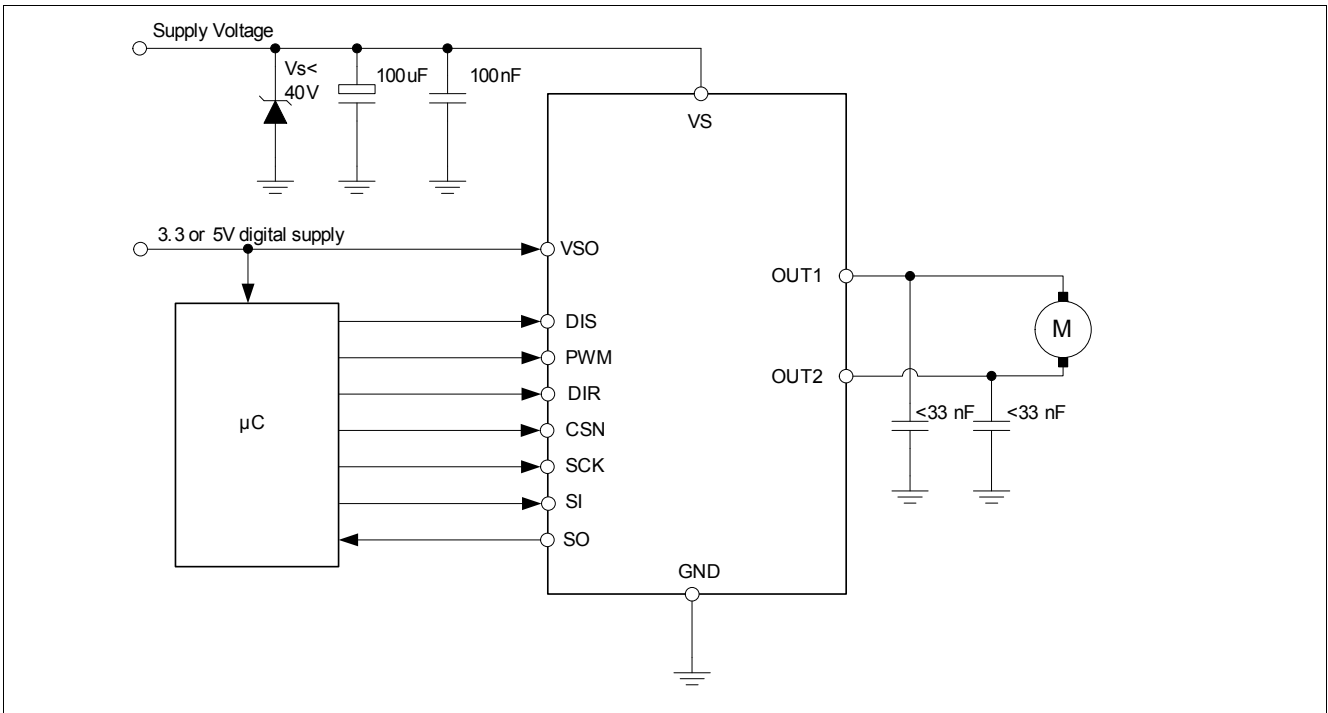 Supply Voltage
Vs<
40V
100uF
100nF
VS
3.3 or 5V digital supply
VSO
OUT1
DIS
M
PWM
OUT2
DIR
µC
<33 nF
<33 nF
CSN
SCK
SI
SO
GND